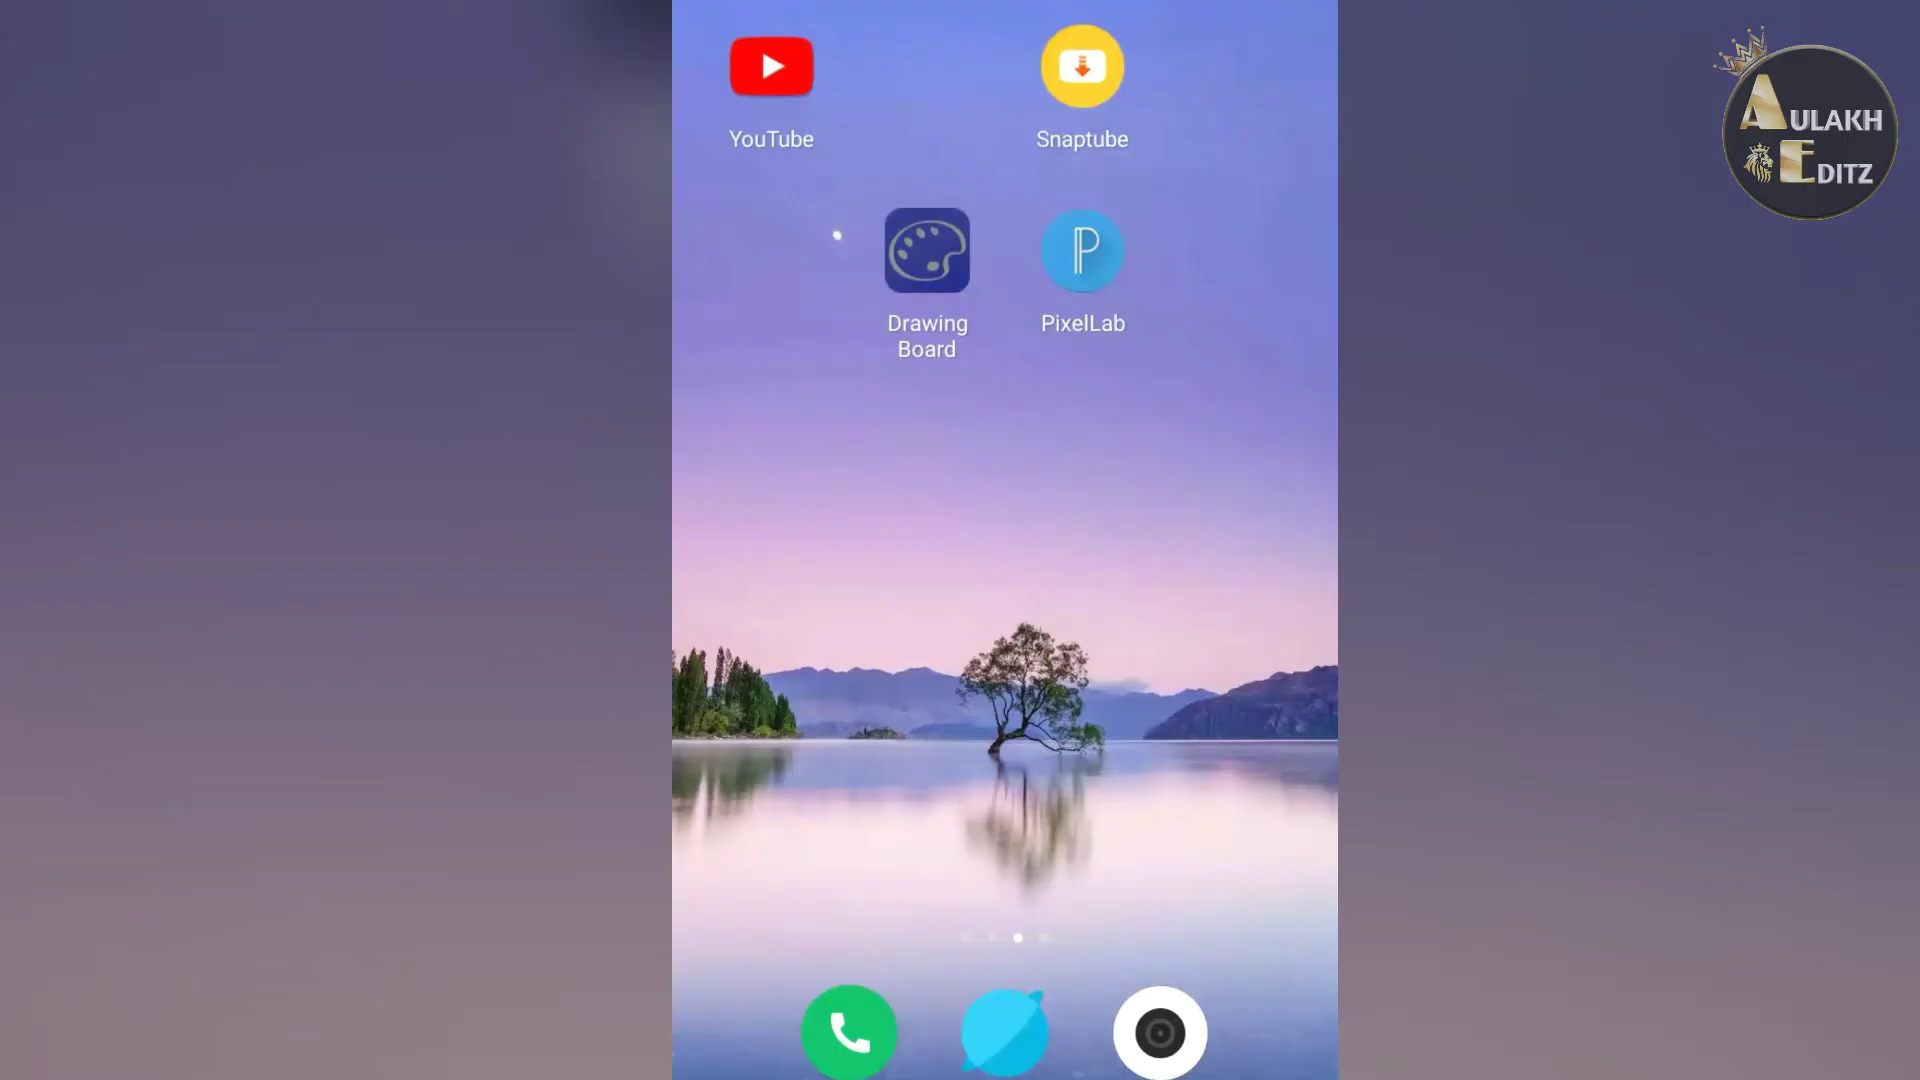 YouTube
Snaptube
Drawing
Board
PixelLab
AULAKH
EDITZ